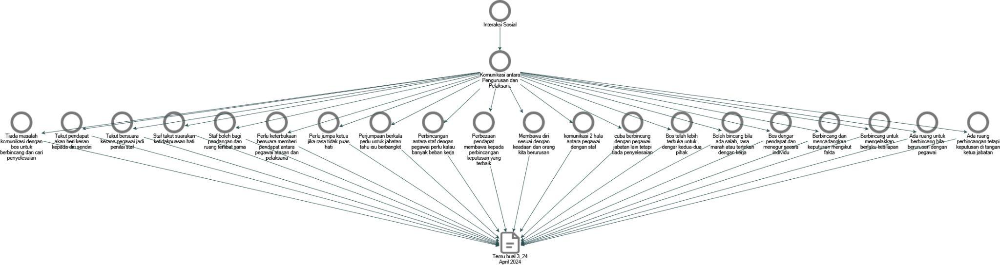 Interaksi Sosial
Komunikasi antara
Pengurusan dan
Pelaksana
Tiada masalah
komunikasi dengan
bos untuk
berbincang dan cari
penyelesaian
Takut pendapat
akan beri kesan
kepada diri sendiri
Takut bersuara
kerana pegawai jadi
penilai staf
Staf takut suarakan
ketidakpuasan hati
Staf boleh bagi
pandangan dan
ruang terlibat sama
Perlu keterbukaan
bersuara memberi
pendapat antara
pegawai atasan dan
pelaksana
Perlu jumpa ketua
jika rasa tidak puas
hati
Perjumpaan berkala
perlu untuk jabatan
tahu isu berbangkit
Perbincangan
antara staf dengan
pegawai perlu kalau
banyak beban kerja
Perbezaan
pendapat
membawa kepada
perbincangan
keputusan yang
terbaik
Membawa diri
sesuai dengan
keadaan dan orang
kita berurusan
komunikasi 2 hala
antara pegawai
dengan staf
cuba berbincang
dengan pegawai
jabatan lain tetapi
tiada penyelesaian
Bos telah lebih
terbuka untuk
dengar kedua-dua
pihak
Boleh bincang bila
ada salah, rasa
marah atau tertekan
dengan kerja
Bos dengar
pendapat dan
menegur secara
individu
Berbincang dan
mencadangkan
keputusan mengikut
fakta
Berbincang untuk
mengelakkan
berlaku kesilapan
Ada ruang untuk
berbincang bila
berurusan dengan
pegawai
Ada ruang
perbincangan tetapi
keputusan di tangan
ketua jabatan
Temu bual 3_24
April 2024